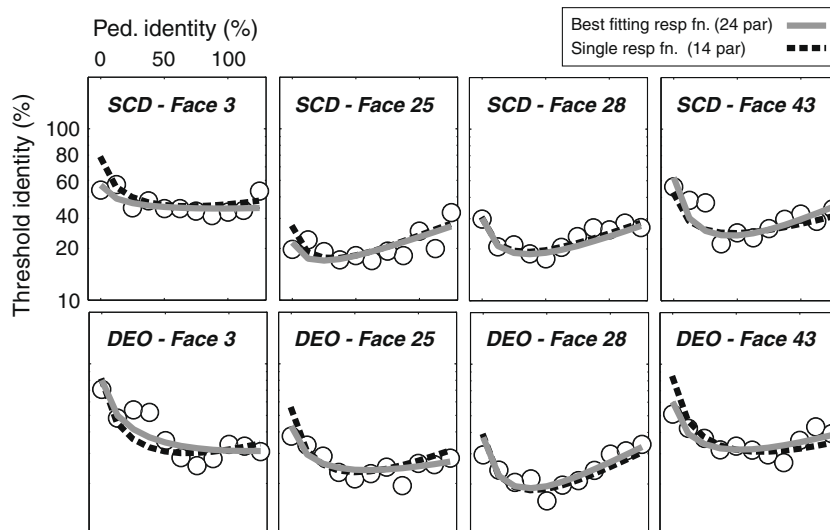 Ped. identity (%)
0 50 100
Best fitting resp fn. (24 par)
Single resp fn. (14 par)
Threshold identity (%)
100
80
60
40
20
10
SCD - Face 3
SCD - Face 25
SCD - Face 28
SCD - Face 43
DEO - Face 3
DEO - Face 25
DEO - Face 28
DEO - Face 43